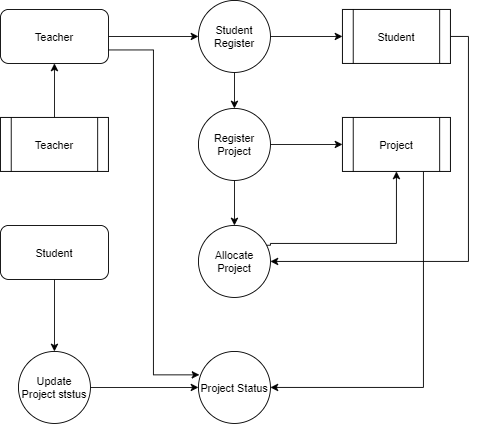 Teacher
Student
Register
Student
Teacher
Register
Project
Project
Student
Allocate
Project
Update
Project ststus
Project Status